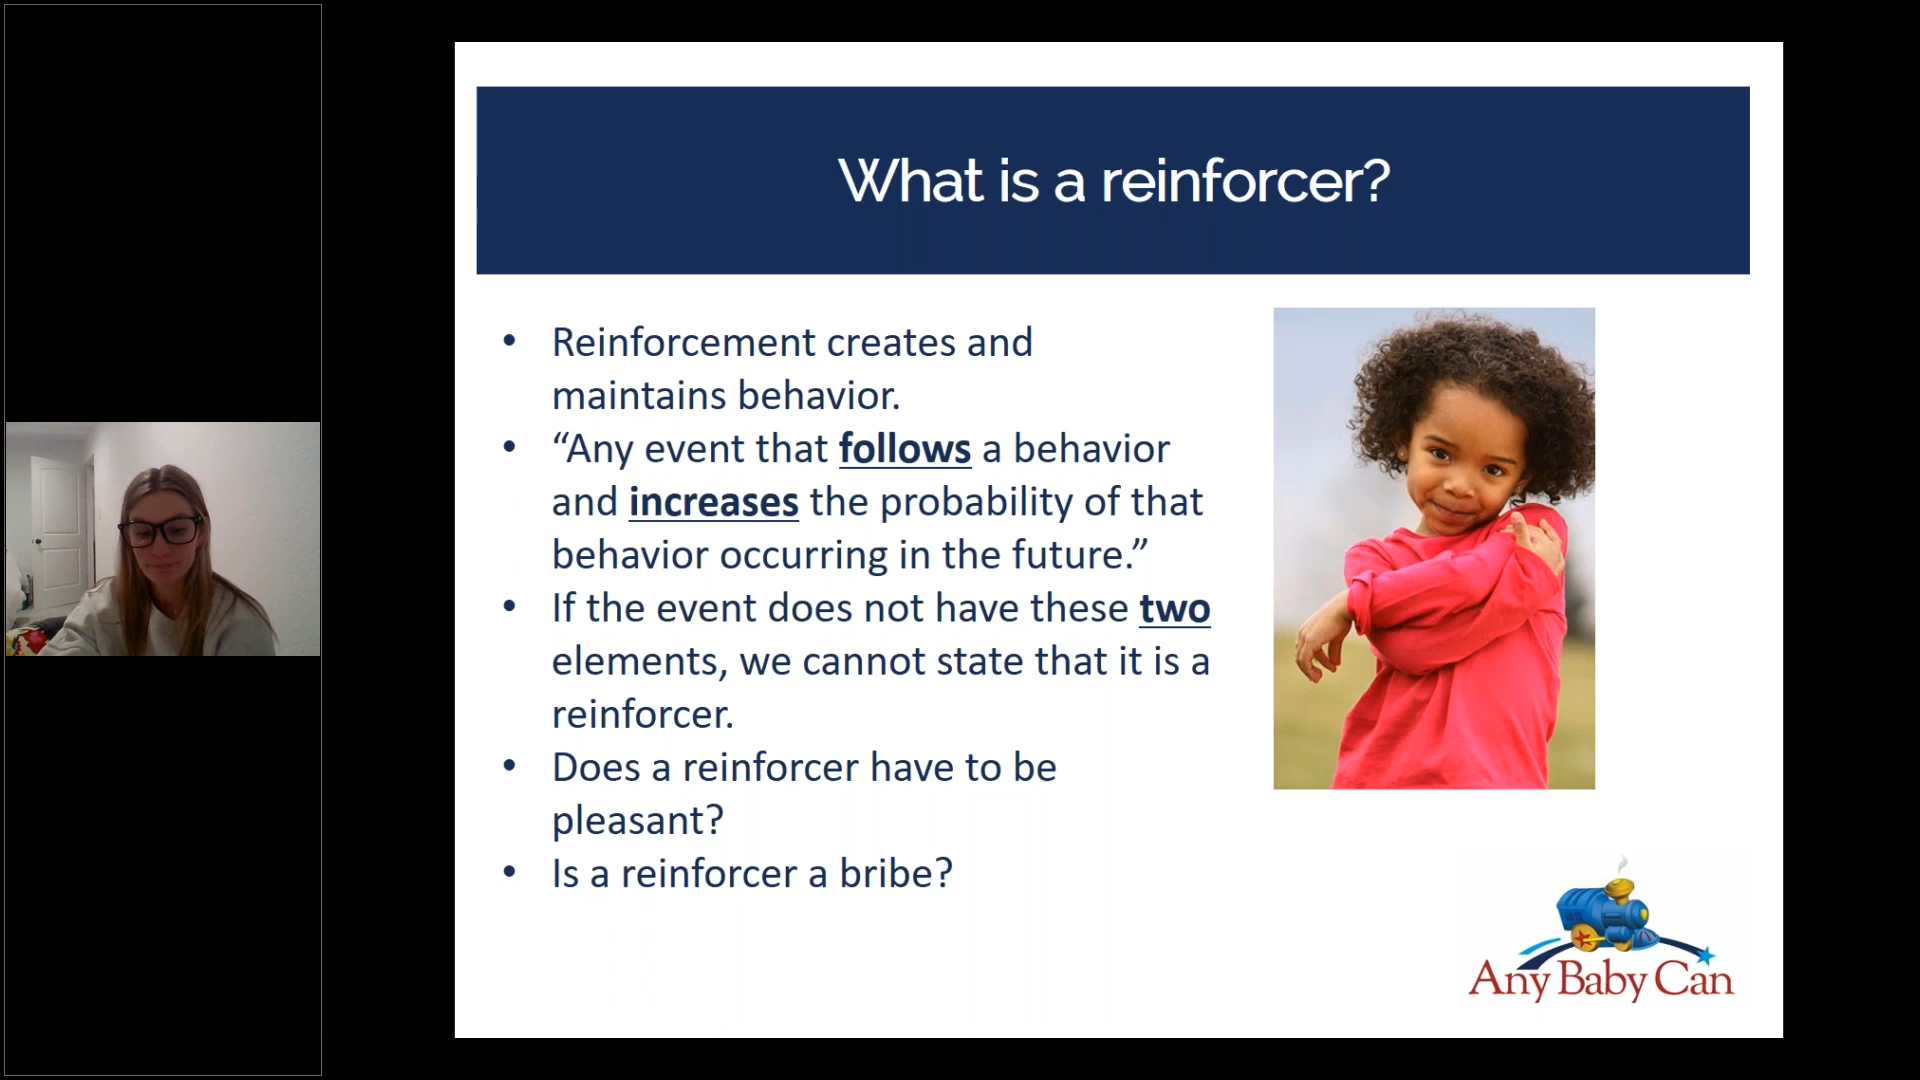 What is a reinforcer?
• Reinforcement creates and
maintains behavior.
• “Any event that follows a behavior
and increases the probability of that
behavior occurring in the future.”
• If the event does not have these two
elements, we cannot state that it is a
reinforcer.
• Does a reinforcer have to be
pleasant?
• Is a reinforcer a bribe?
Any Baby Can